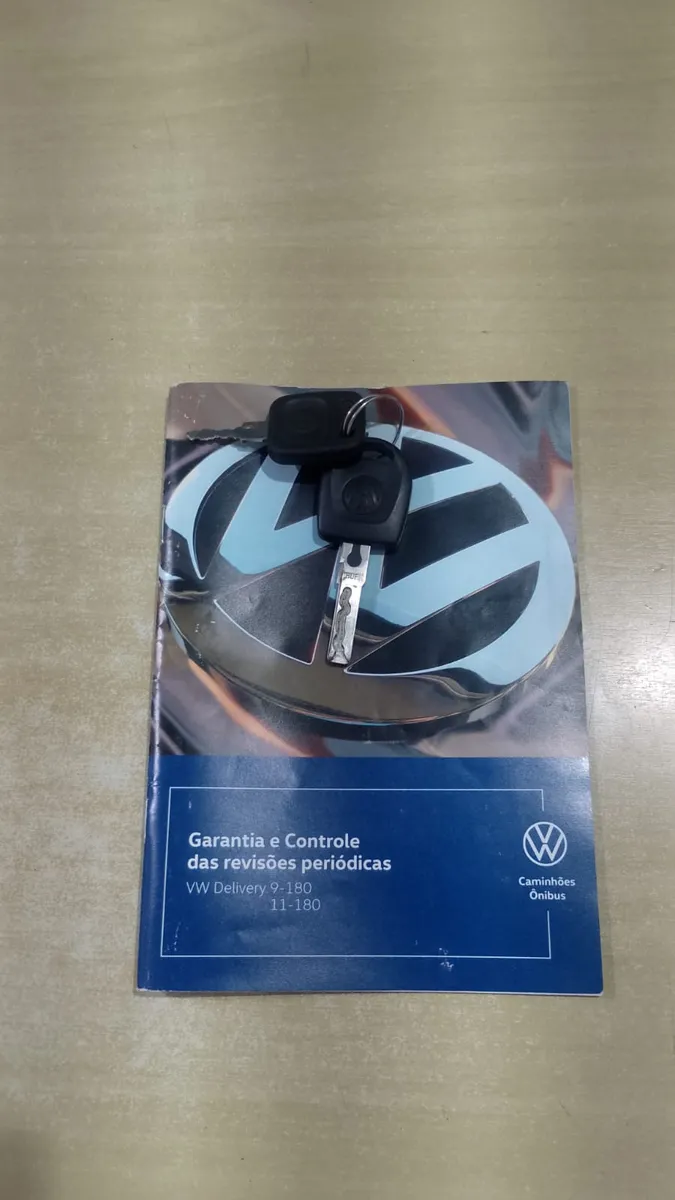 Garantia e Controle
das revisões periódicas
VW Delivery 9-180
11-180
Caminhões
Ônibus